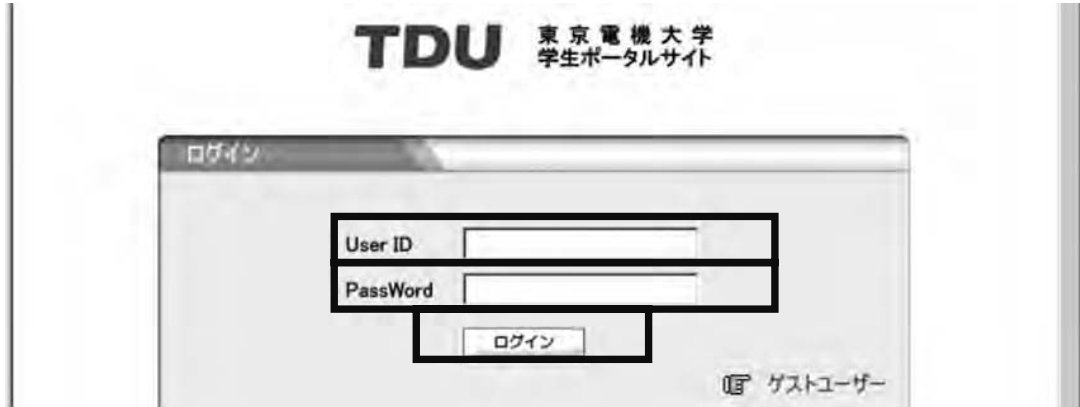 TDU 東京電機大学
学生ポータルサイト
ログイン
User ID
PassWord
ログイン
ゲストユーザー